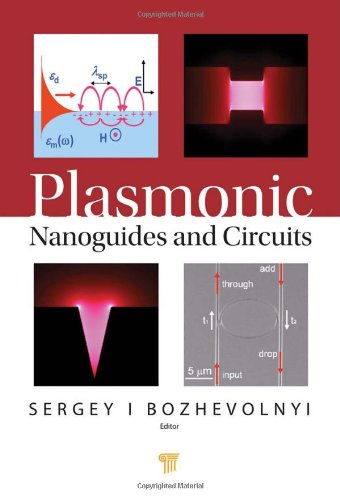 εd
λsp
E
εm(ω)
H
Plasmonic
Nanoguides and Circuits
add
through
t1
t2
drop
5 μm
input
SERGEY I BOZHEVOLNYI
Editor